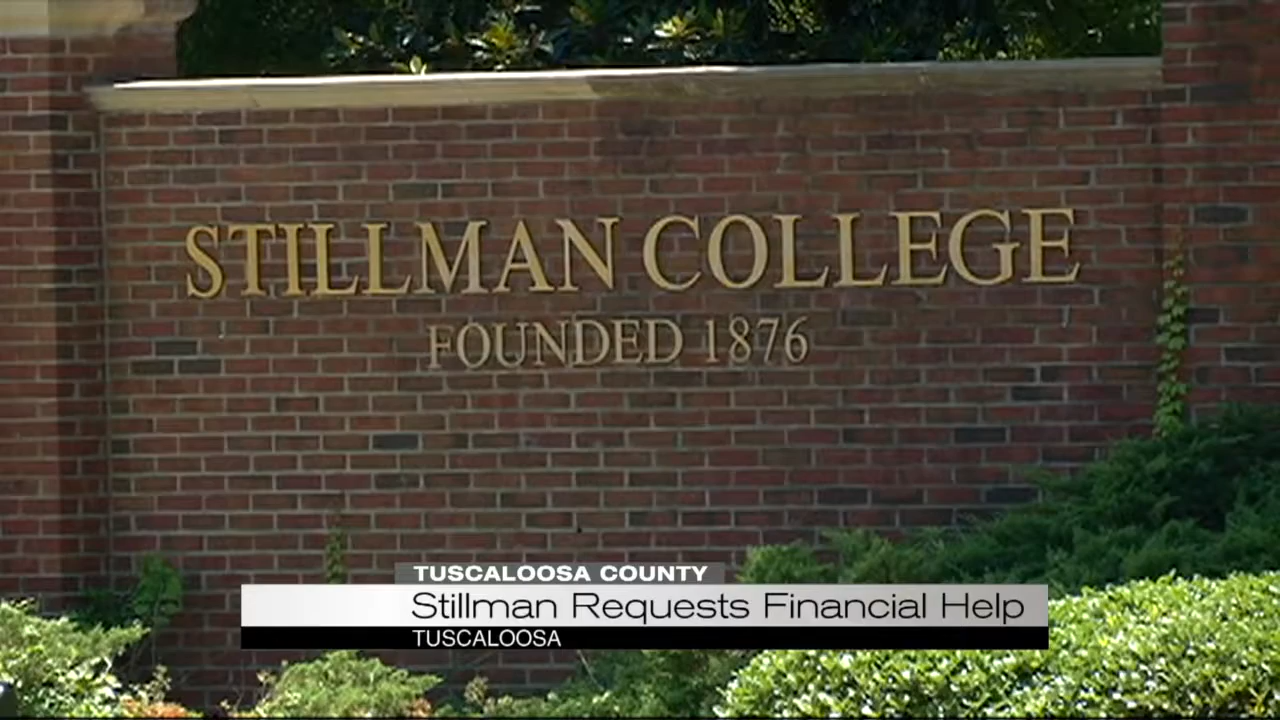 STILLMAN COLLEGE
FOUNDED 1876
TUSCALOOSA COUNTY
Stillman Requests Financial Help
TUSCALOOSA